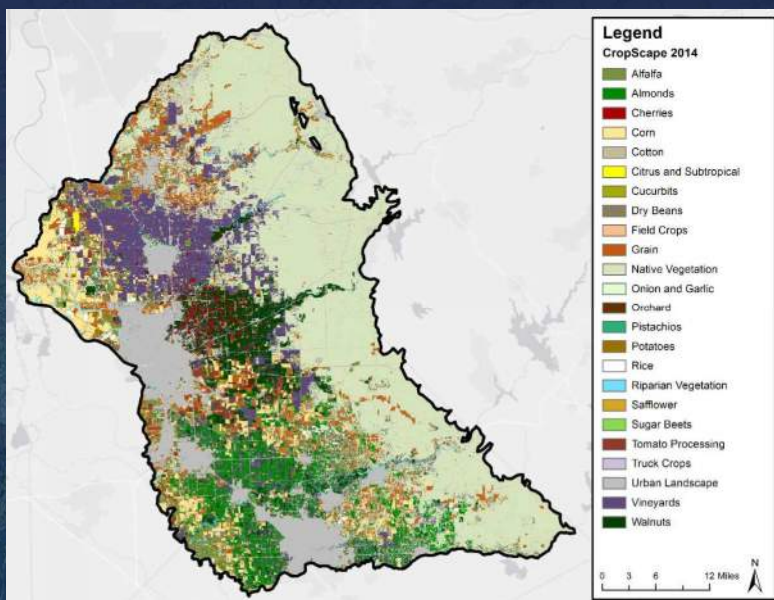 Legend
CropScape 2014
Alfalfa
Almonds
Cherries
Corn
Cotton
Citrus and Subtropical
Cucurbits
Dry Beans
Field Crops
Grain
Native Vegetation
Onion and Garlic
Orchard
Pistachios
Potatoes
Rice
Riparian Vegetation
Safflower
Sugar Beets
Tomato Processing
Truck Crops
Urban Landscape
Vineyards
Walnuts
N
0 3 6 12 Miles